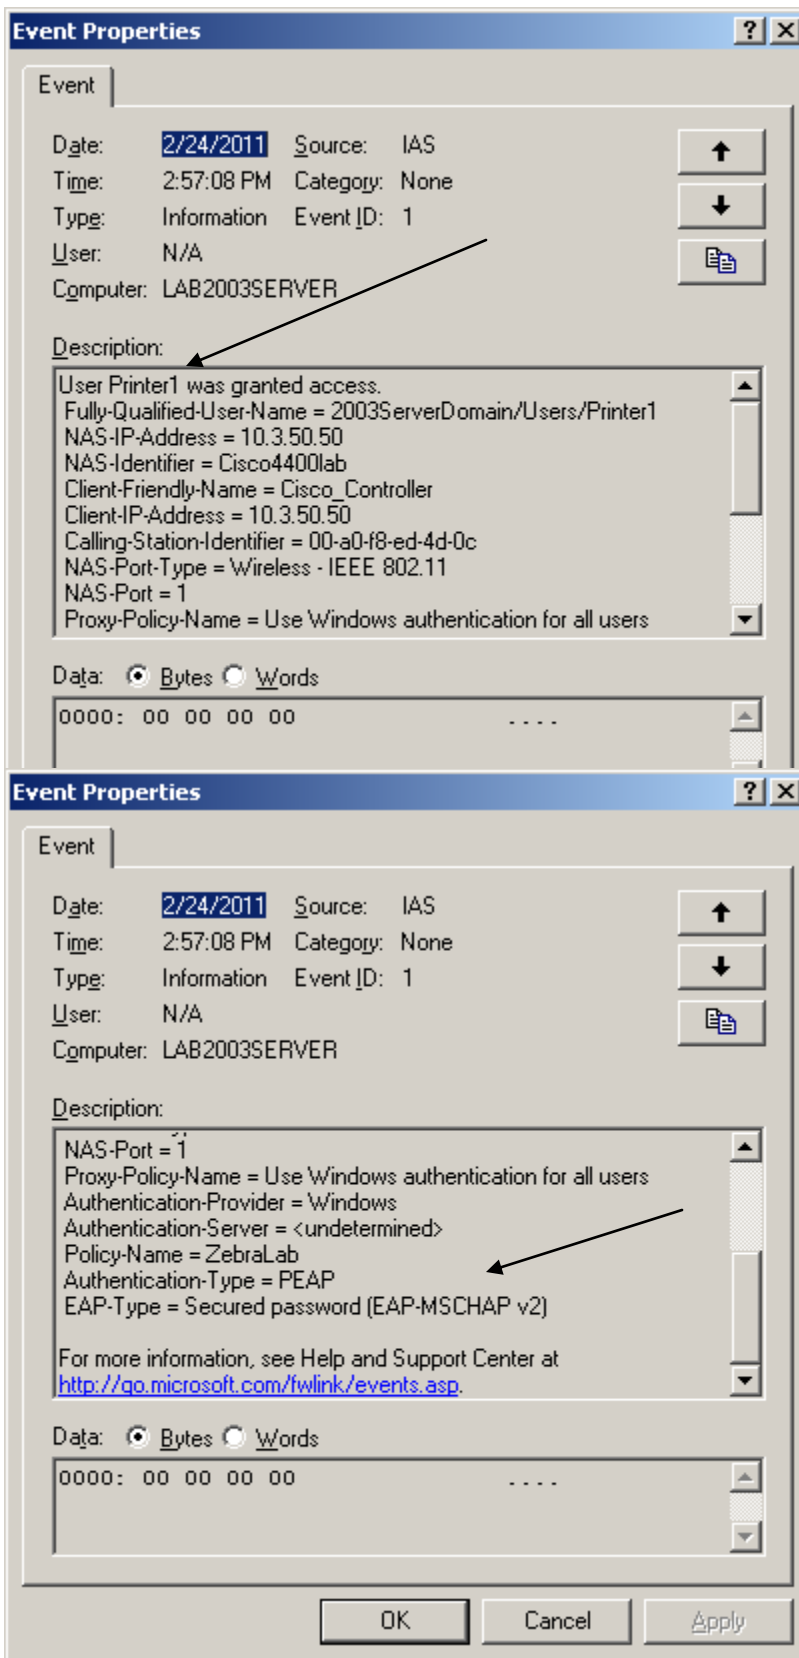 Event Properties
Event
Date: 2/24/2011 Source: IAS
Time: 2:57:08 PM Category: None
Type: Information Event ID: 1
User: N/A
Computer: LAB2003SERVER
Description:
User Printer1 was granted access.
Fully-Qualified-User-Name = 2003ServerDomain/Users/Printer1
NAS-IP-Address = 10.3.50.50
NAS-Identifier = Cisco4400lab
Client-Friendly-Name = Cisco_Controller
Client-IP-Address = 10.3.50.50
Calling-Station-Identifier = 00-a0-f8-ed-4d-0c
NAS-Port-Type = Wireless - IEEE 802.11
NAS-Port = 1
Proxy-Policy-Name = Use Windows authentication for all users
Data: Bytes Words
0000: 00 00 00 00 ....
Event Properties
Event
Date: 2/24/2011 Source: IAS
Time: 2:57:08 PM Category: None
Type: Information Event ID: 1
User: N/A
Computer: LAB2003SERVER
Description:
NAS-Port = 1
Proxy-Policy-Name = Use Windows authentication for all users
Authentication-Provider = Windows
Authentication-Server = <undetermined>
Policy-Name = ZebraLab
Authentication-Type = PEAP
EAP-Type = Secured password (EAP-MSCHAP v2)
For more information, see Help and Support Center at
http://go.microsoft.com/fwlink/events.asp.
Data: Bytes Words
0000: 00 00 00 00 ....
OK Cancel Apply